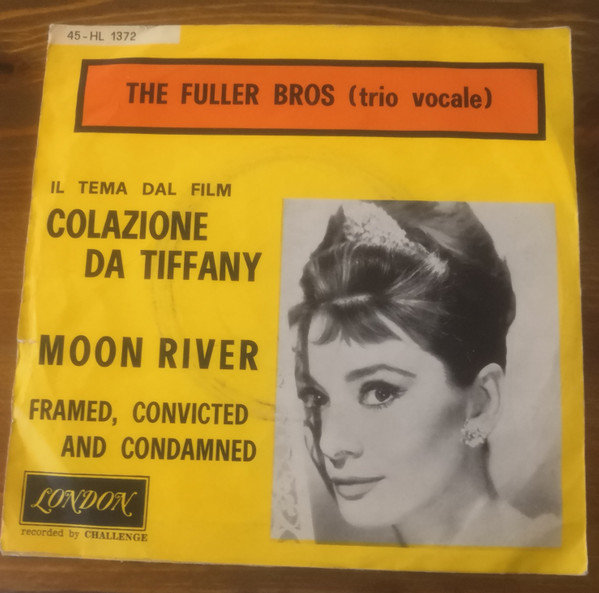 45-HL 1372
THE FULLER BROS (trio vocale)
IL TEMA DAL FILM
COLAZIONE
DA TIFFANY
MOON RIVER
FRAMED, CONVICTED
AND CONDAMNED
LONDON
recorded by CHALLENGE